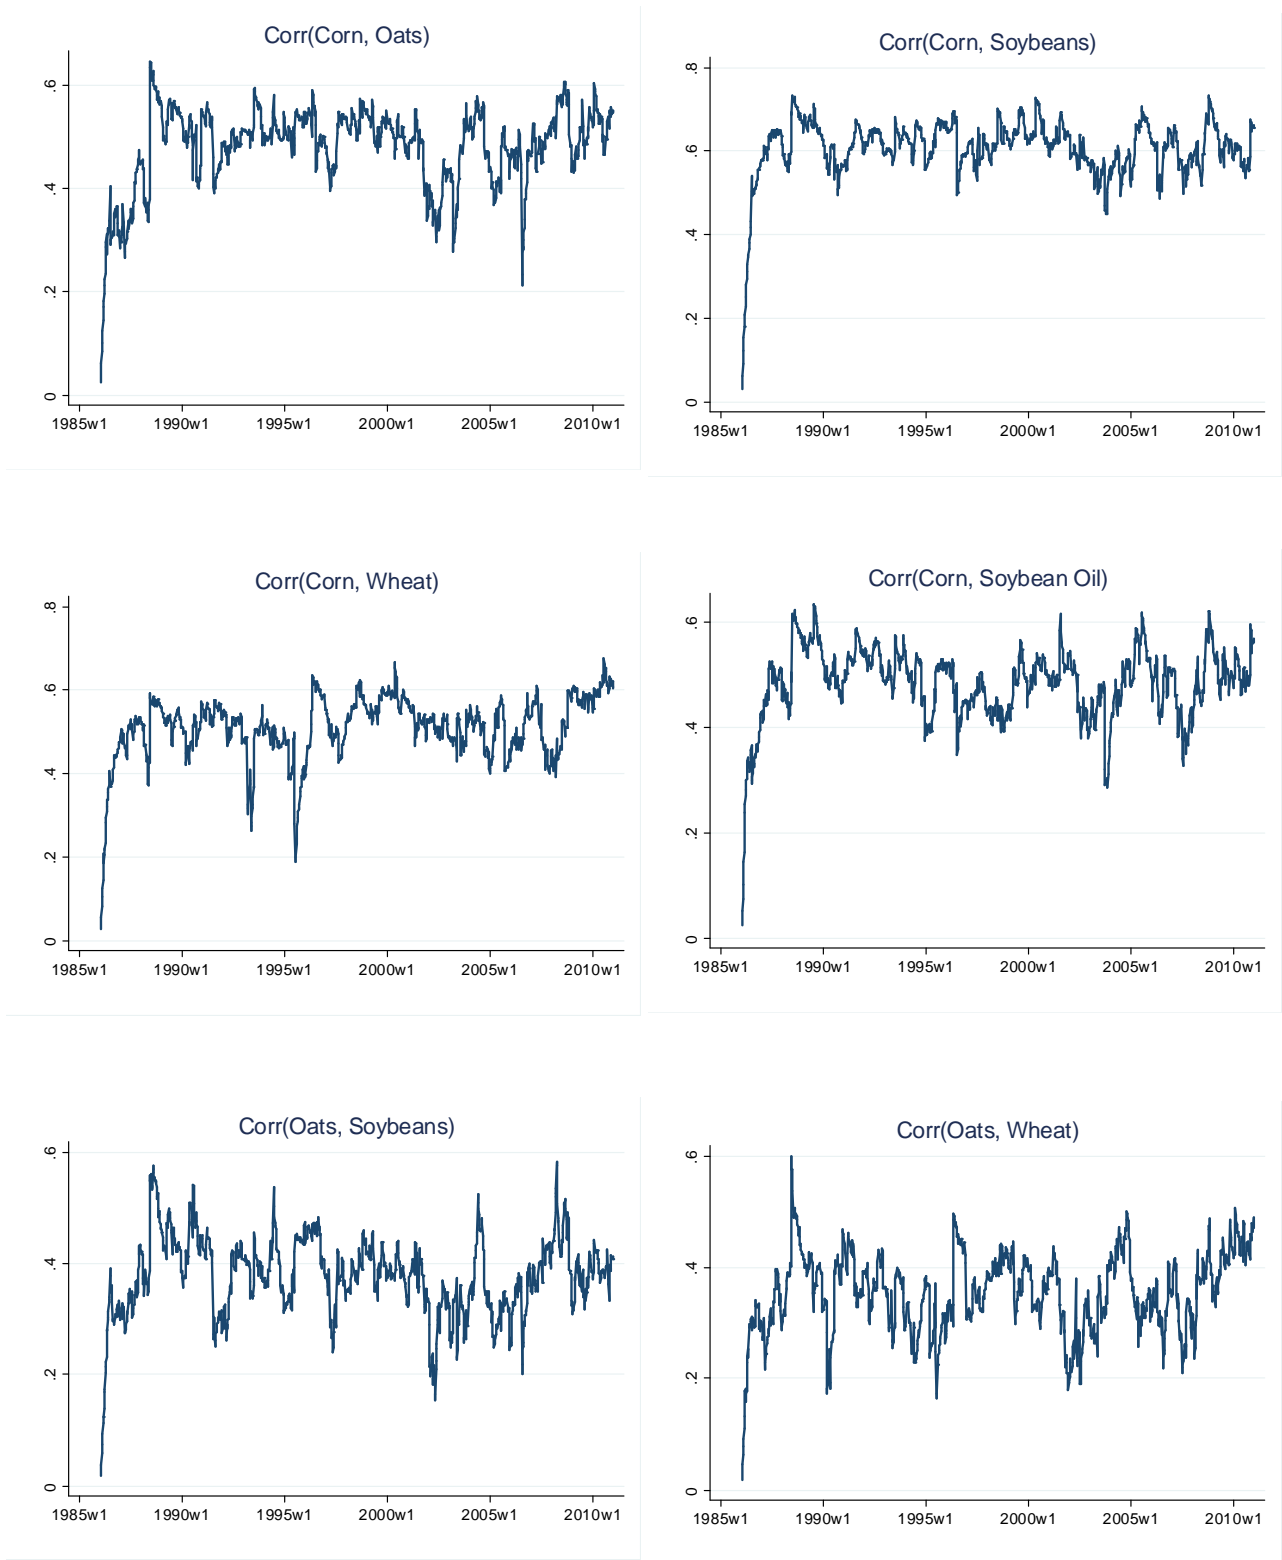 Corr(Corn, Oats)
.6
.4
.2
0
1985w1 1990w1 1995w1 2000w1 2005w1 2010w1
Corr(Corn, Soybeans)
.8
.6
.4
.2
0
1985w1 1990w1 1995w1 2000w1 2005w1 2010w1
Corr(Corn, Wheat)
.8
.6
.4
.2
0
1985w1 1990w1 1995w1 2000w1 2005w1 2010w1
Corr(Corn, Soybean Oil)
.6
.4
.2
0
1985w1 1990w1 1995w1 2000w1 2005w1 2010w1
Corr(Oats, Soybeans)
.6
.4
.2
0
1985w1 1990w1 1995w1 2000w1 2005w1 2010w1
Corr(Oats, Wheat)
.6
.4
.2
0
1985w1 1990w1 1995w1 2000w1 2005w1 2010w1